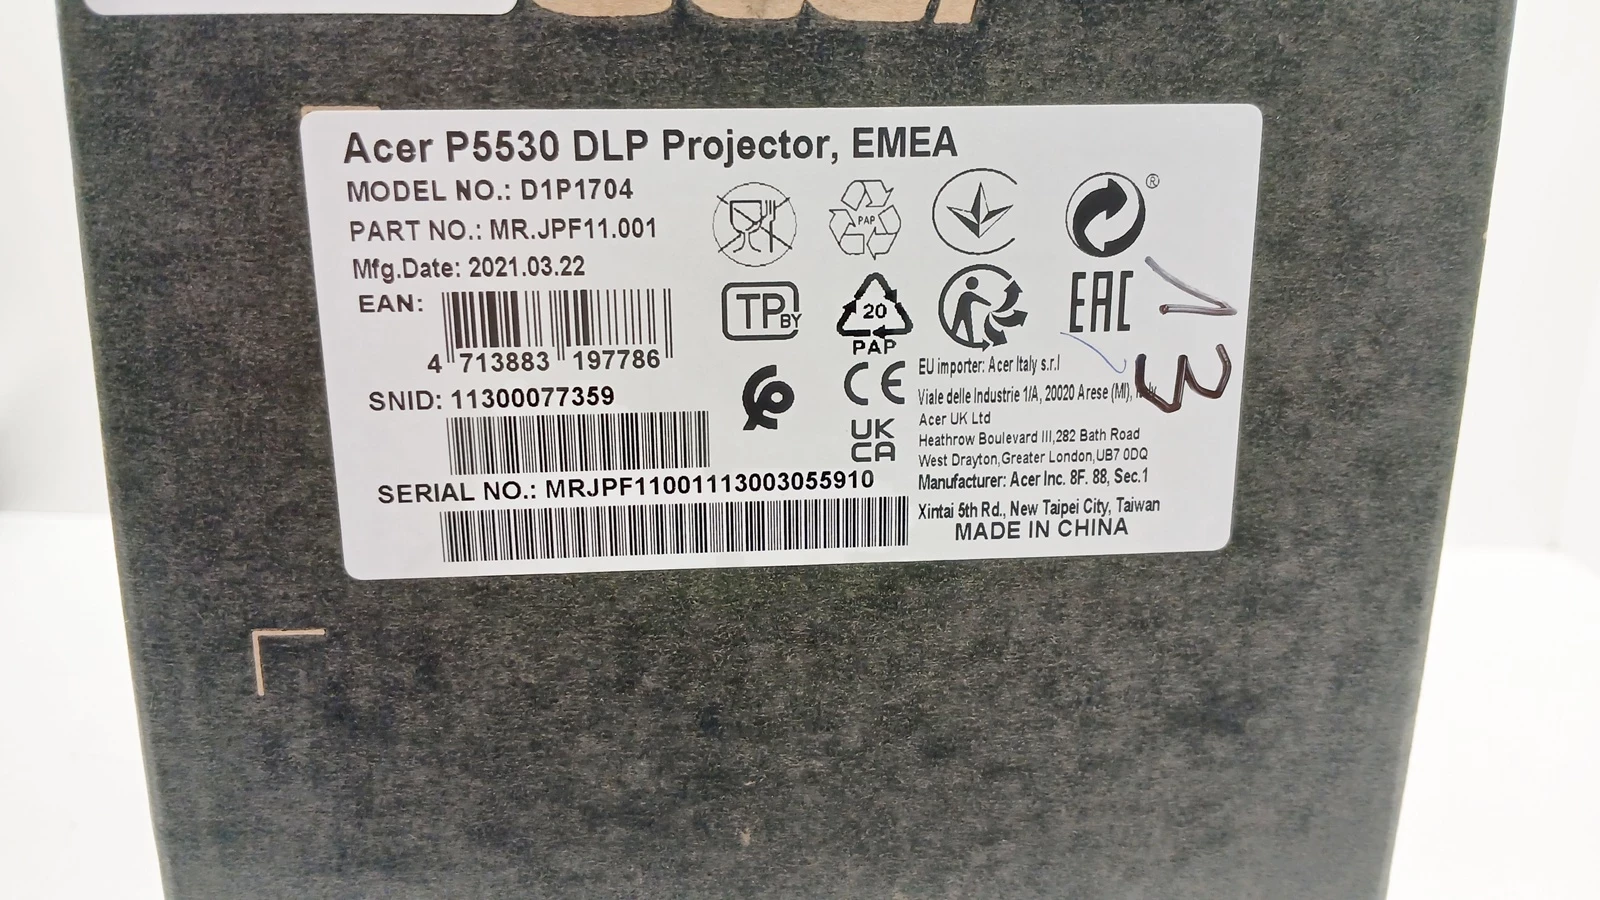 Acer P5530 DLP Projector, EMEA
MODEL NO.: D1P1704
PART NO.: MR.JPF11.001
Mfg.Date: 2021.03.22
EAN:
4 713883 197786
SNID: 11300077359
SERIAL NO.: MRJPF11001113003055910
PAP
®
TP BY
20
PAP
EAC
CE
UK
CA
EU importer: Acer Italy s.r.l
Viale delle Industrie 1/A, 20020 Arese (MI),
Acer UK Ltd
Heathrow Boulevard III,282 Bath Road
West Drayton,Greater London,UB7 0DQ
Manufacturer: Acer Inc. 8F. 88, Sec.1
Xintai 5th Rd., New Taipei City, Taiwan
MADE IN CHINA
13